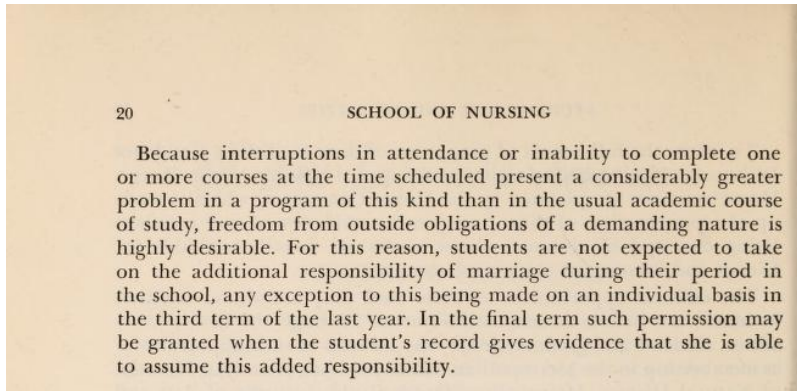 20 SCHOOL OF NURSING
Because interruptions in attendance or inability to complete one
or more courses at the time scheduled present a considerably greater
problem in a program of this kind than in the usual academic course
of study, freedom from outside obligations of a demanding nature is
highly desirable. For this reason, students are not expected to take
on the additional responsibility of marriage during their period in
the school, any exception to this being made on an individual basis in
the third term of the last year. In the final term such permission may
be granted when the student's record gives evidence that she is able
to assume this added responsibility.